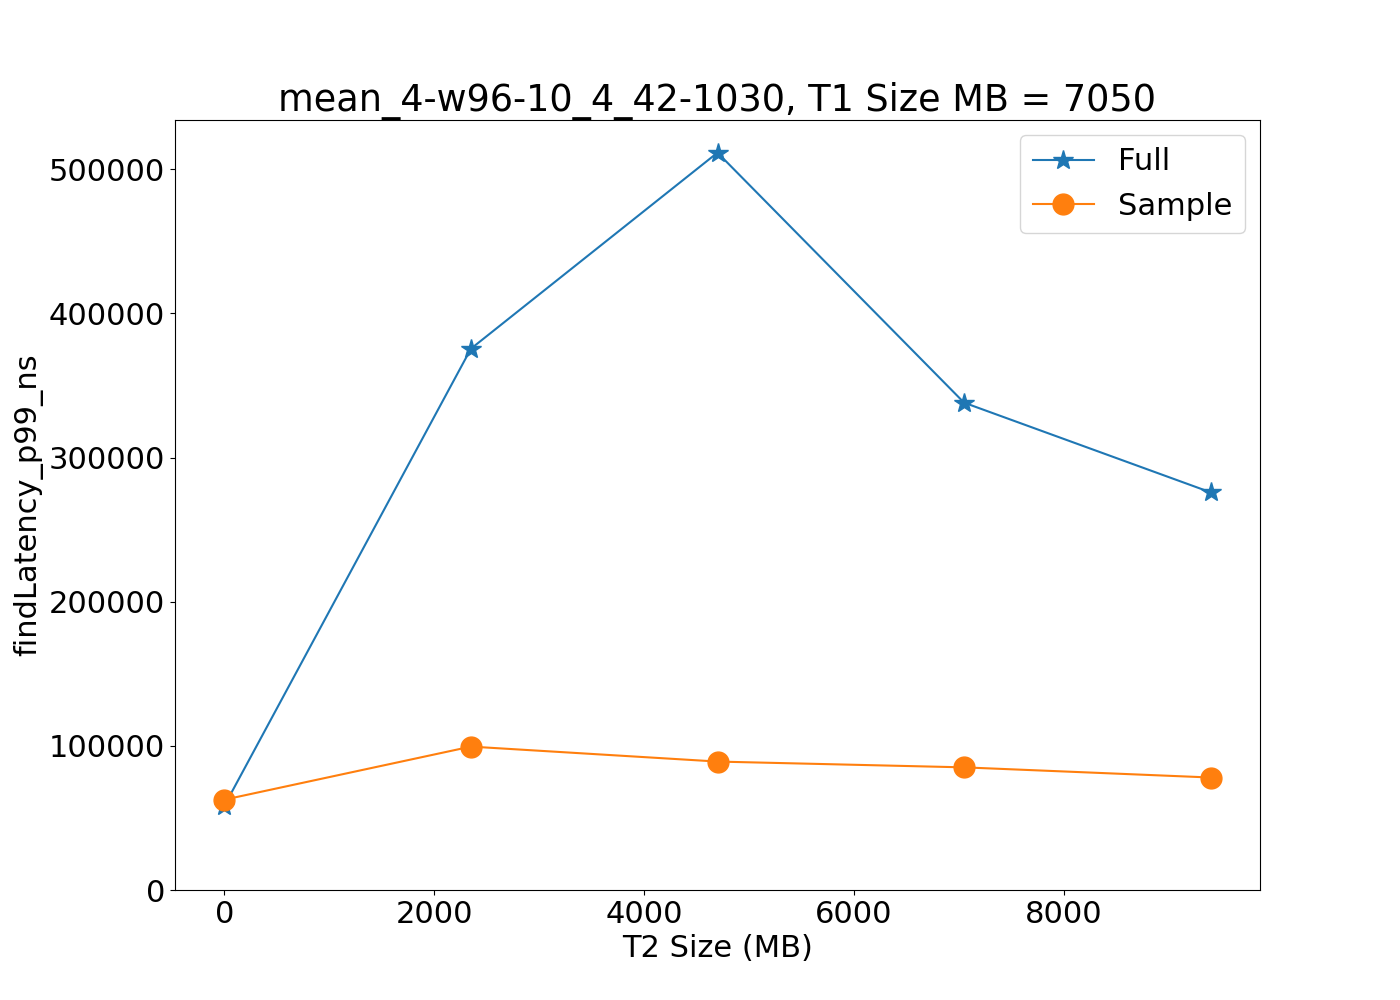 mean_4-w96-10_4_42-1030, T1 Size MB = 7050
Full
Sample
findLatency_p99_ns
500000
400000
300000
200000
100000
0
0 2000 4000 6000 8000
T2 Size (MB)